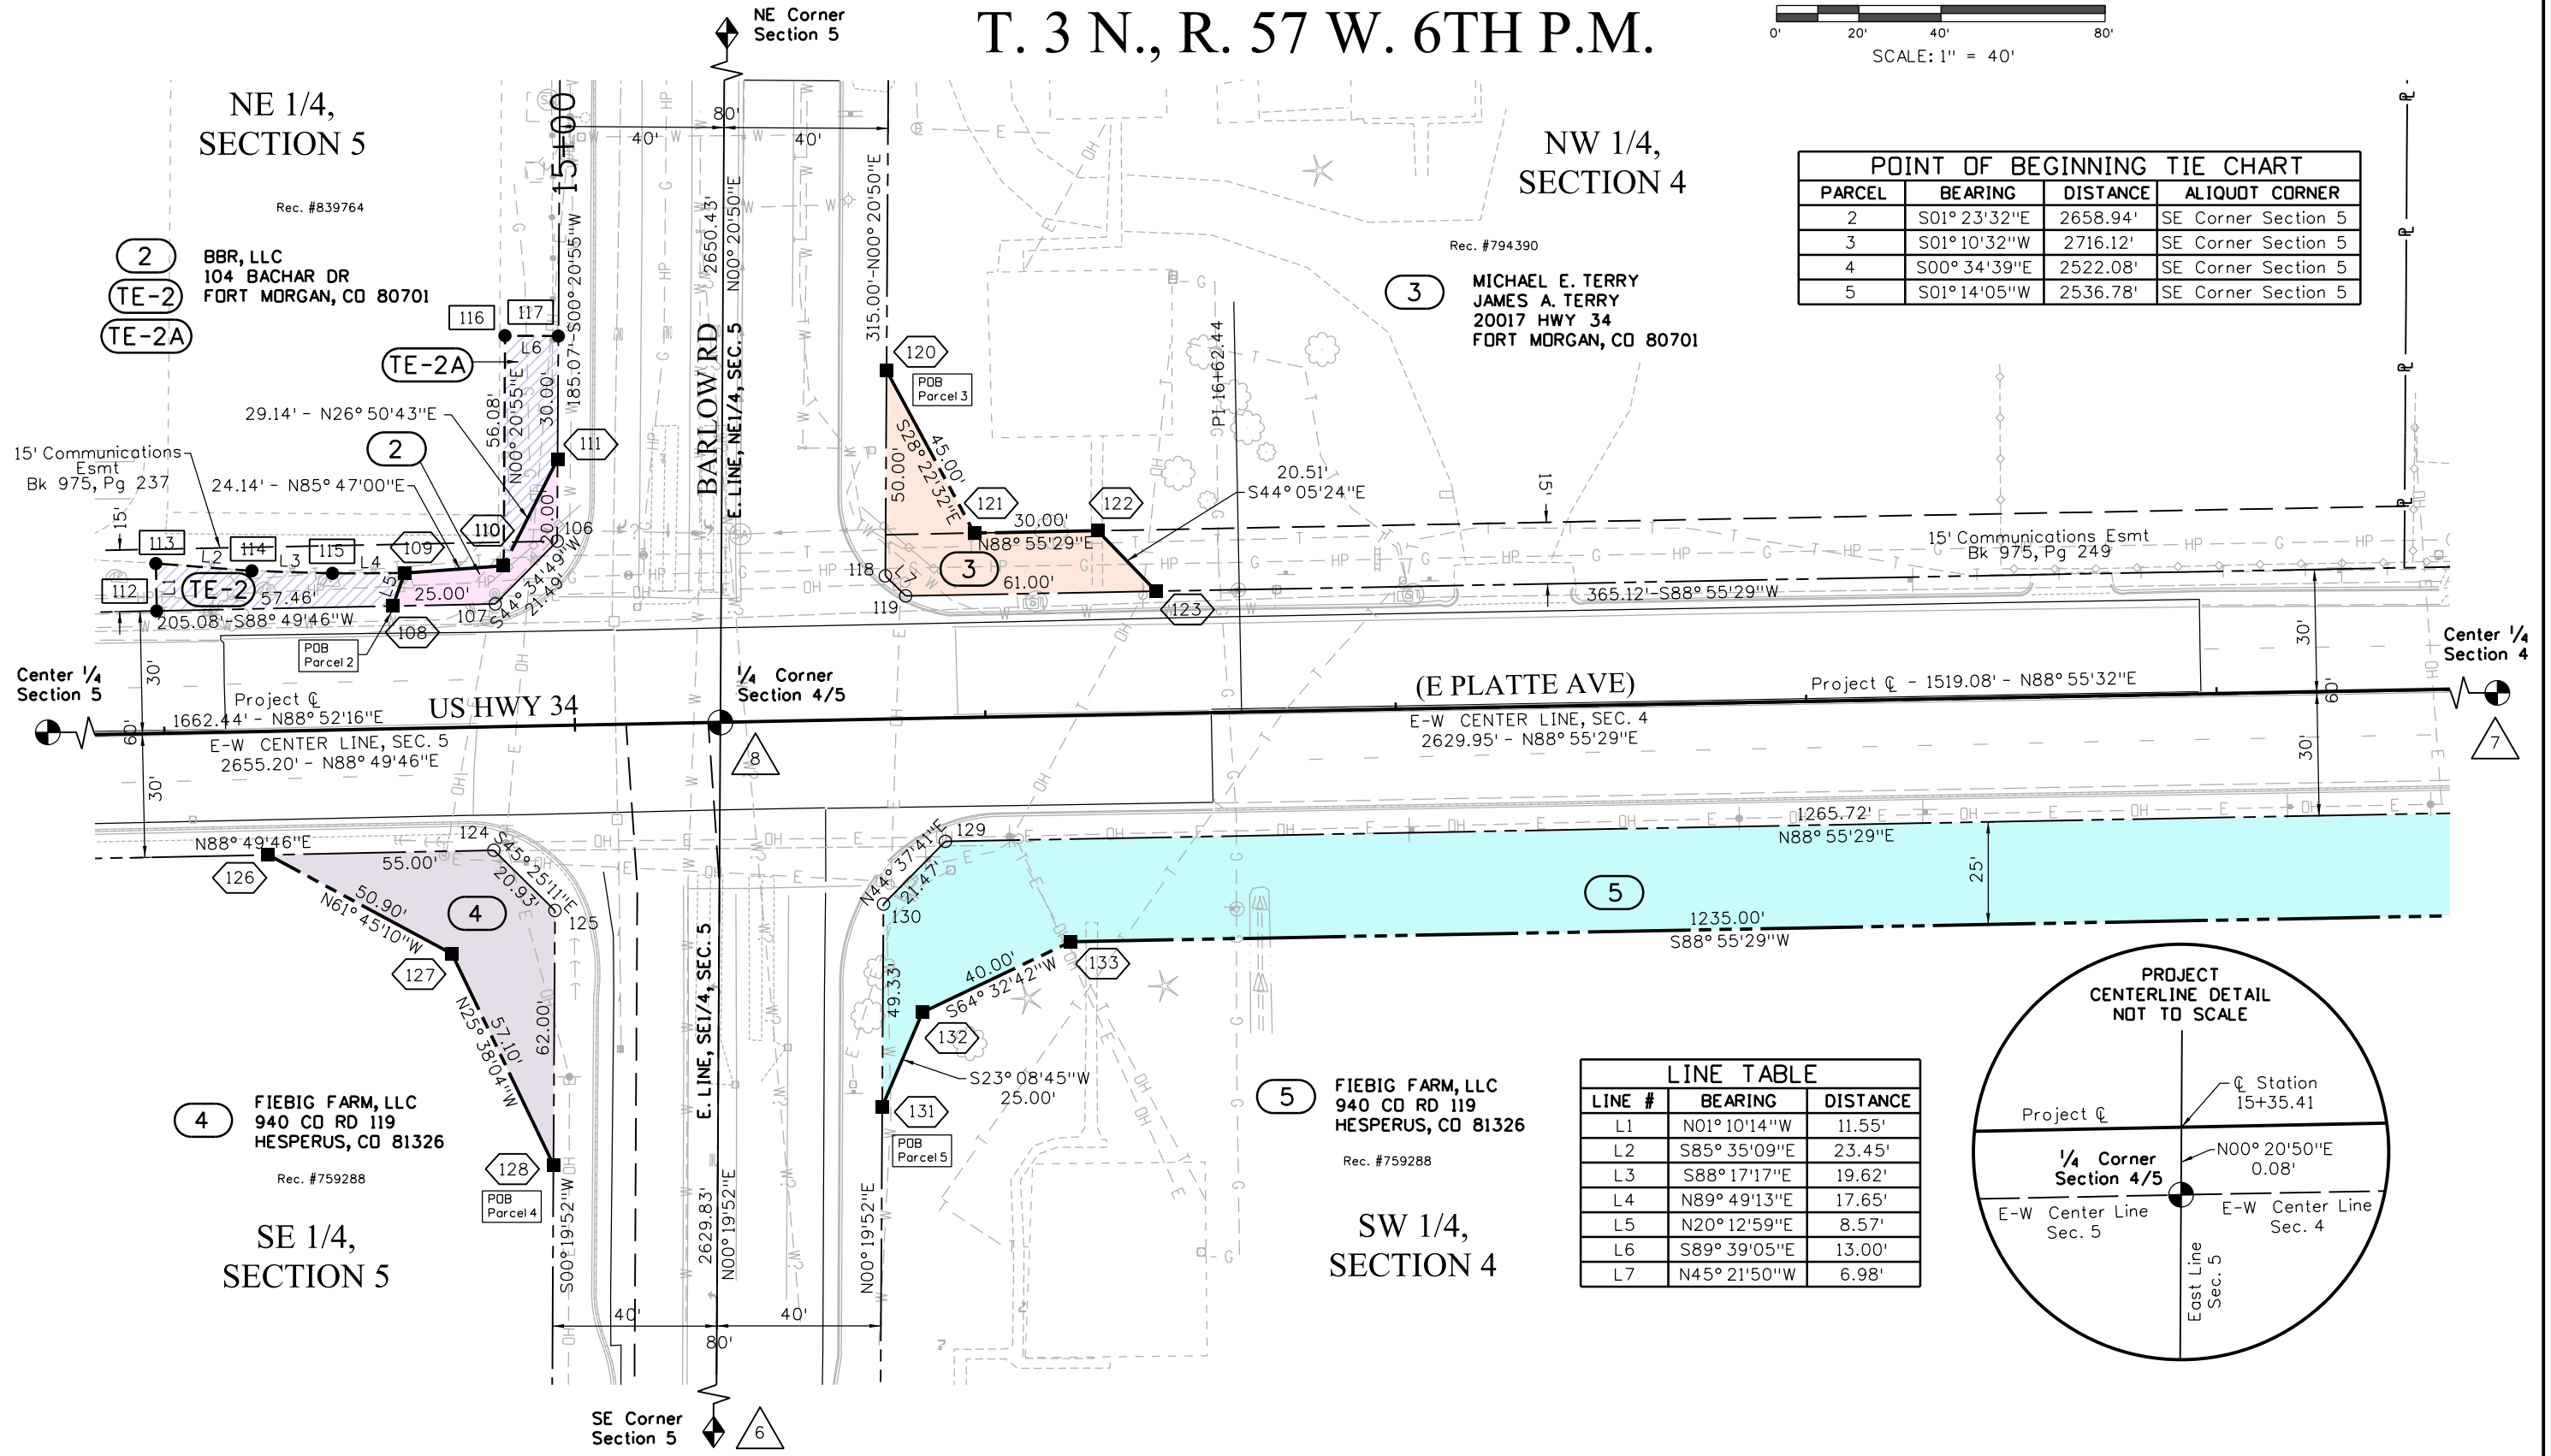 T. 3 N., R. 57 W. 6TH P.M.
0' 20' 40' 80'
SCALE: 1" = 40'
NE Corner
Section 5
NE 1/4,
SECTION 5
Rec. #839764
2
TE-2
TE-2A
BBR, LLC
104 BACHAR DR
FORT MORGAN, CO 80701
15+00
80'
40'
40'
2650.43'
N00°20'50"E
315.00'-N00°20'50"E
185.07'-S00°20'55"W
BARLOW RD
E. LINE, NE1/4, SEC. 5
NW 1/4,
SECTION 4
Rec. #794390
3
MICHAEL E. TERRY
JAMES A. TERRY
20017 HWY 34
FORT MORGAN, CO 80701
POINT OF BEGINNING TIE CHART
PARCEL BEARING DISTANCE ALIQUOT CORNER
2 S01°23'32"E 2658.94' SE Corner Section 5
3 S01°10'32"W 2716.12' SE Corner Section 5
4 S00°34'39"E 2522.08' SE Corner Section 5
5 S01°14'05"W 2536.78' SE Corner Section 5
116
117
L6
TE-2A
56.08'
N00°20'55"E
30.00'
29.14' - N26°50'43"E
2
111
15' Communications
Esmt
Bk 975, Pg 237
24.14' - N85°47'00"E
20.00'
110
106
15'
113
L2
114
L3
115
L4
109
L5
L1
112
TE-2
57.46'
25.00'
107
S44°34'49"W
21.49'
205.08'-S88°49'46"W
108
POB
Parcel 2
120
POB
Parcel 3
45.00'
S28°22'32"E
50.00'
121
122
30.00'
N88°55'29"E
20.51'
S44°05'24"E
PI 16+62.44
118
L7
3
61.00'
119
123
15'
15' Communications Esmt
Bk 975, Pg 249
365.12'-S88°55'29"W
Center 1/4
Section 5
30'
60'
30'
Project CL
1662.44' - N88°52'16"E
US HWY 34
E-W CENTER LINE, SEC. 5
2655.20' - N88°49'46"E
1/4 Corner
Section 4/5
8
(E PLATTE AVE)
Project CL - 1519.08' - N88°55'32"E
E-W CENTER LINE, SEC. 4
2629.95' - N88°55'29"E
30'
60'
30'
Center 1/4
Section 4
7
N88°49'46"E
124
55.00'
126
S45°25'11"E
20.93'
125
50.90'
N61°45'10"W
4
127
57.10'
N25°38'04"W
62.00'
128
POB
Parcel 4
S00°19'52"W
4
FIEBIG FARM, LLC
940 CO RD 119
HESPERUS, CO 81326
Rec. #759288
SE 1/4,
SECTION 5
E. LINE, SE1/4, SEC. 5
2629.83'
N00°19'52"E
40'
40'
80'
SE Corner
Section 5
6
129
N44°37'41"E
21.47'
130
49.33'
1265.72'
N88°55'29"E
25'
5
1235.00'
S88°55'29"W
40.00'
S64°32'42"W
133
132
S23°08'45"W
25.00'
131
POB
Parcel 5
N00°19'52"E
5
FIEBIG FARM, LLC
940 CO RD 119
HESPERUS, CO 81326
Rec. #759288
SW 1/4,
SECTION 4
LINE TABLE
LINE # BEARING DISTANCE
L1 N01°10'14"W 11.55'
L2 S85°35'09"E 23.45'
L3 S88°17'17"E 19.62'
L4 N89°49'13"E 17.65'
L5 N20°12'59"E 8.57'
L6 S89°39'05"E 13.00'
L7 N45°21'50"W 6.98'
PROJECT
CENTERLINE DETAIL
NOT TO SCALE
CL Station
15+35.41
Project CL
1/4 Corner
Section 4/5
N00°20'50"E
0.08'
E-W Center Line
Sec. 5
E-W Center Line
Sec. 4
East Line
Sec. 5